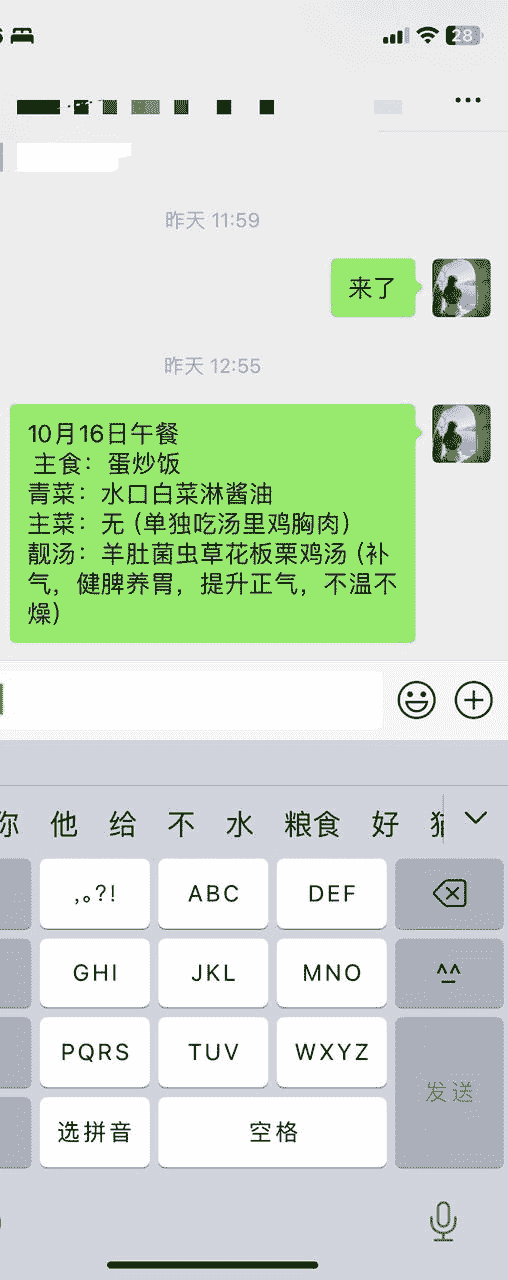 28
昨天 11:59
来了
昨天 12:55
10月16日午餐
主食：蛋炒饭
青菜：水口白菜淋酱油
主菜：无（单独吃汤里鸡胸肉）
靓汤：羊肚菌虫草花板栗鸡汤（补
气，健脾养胃，提升正气，不温不
燥）
你 他 给 不 水 粮食 好
,。?! ABC DEF
GHI JKL MNO ^^
PQRS TUV WXYZ
发送
选拼音 空格